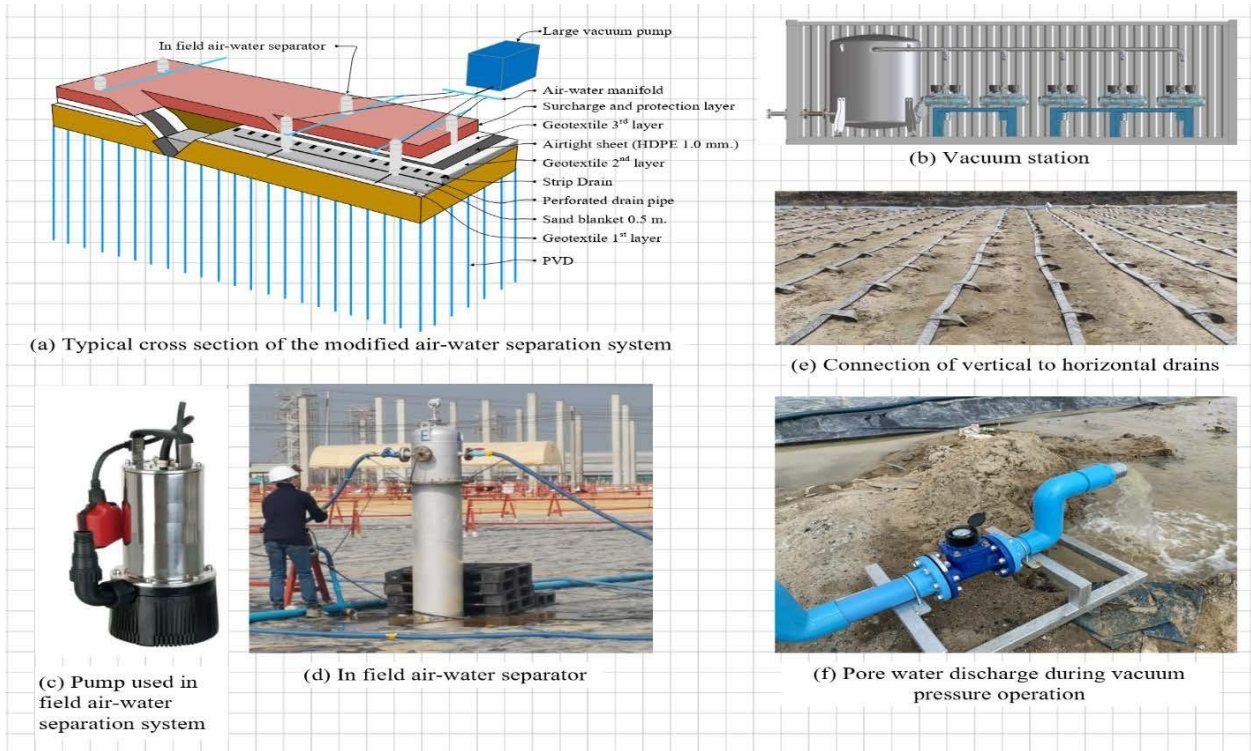 In field air-water separator
Large vacuum pump
Air-water manifold
Surcharge and protection layer
Geotextile 3rd layer
Airtight sheet (HDPE 1.0 mm.)
Geotextile 2nd layer
Strip Drain
Perforated drain pipe
Sand blanket 0.5 m.
Geotextile 1st layer
PVD
(a) Typical cross section of the modified air-water separation system
(b) Vacuum station
(e) Connection of vertical to horizontal drains
(c) Pump used in
field air-water
separation system
(d) In field air-water separator
(f) Pore water discharge during vacuum
pressure operation